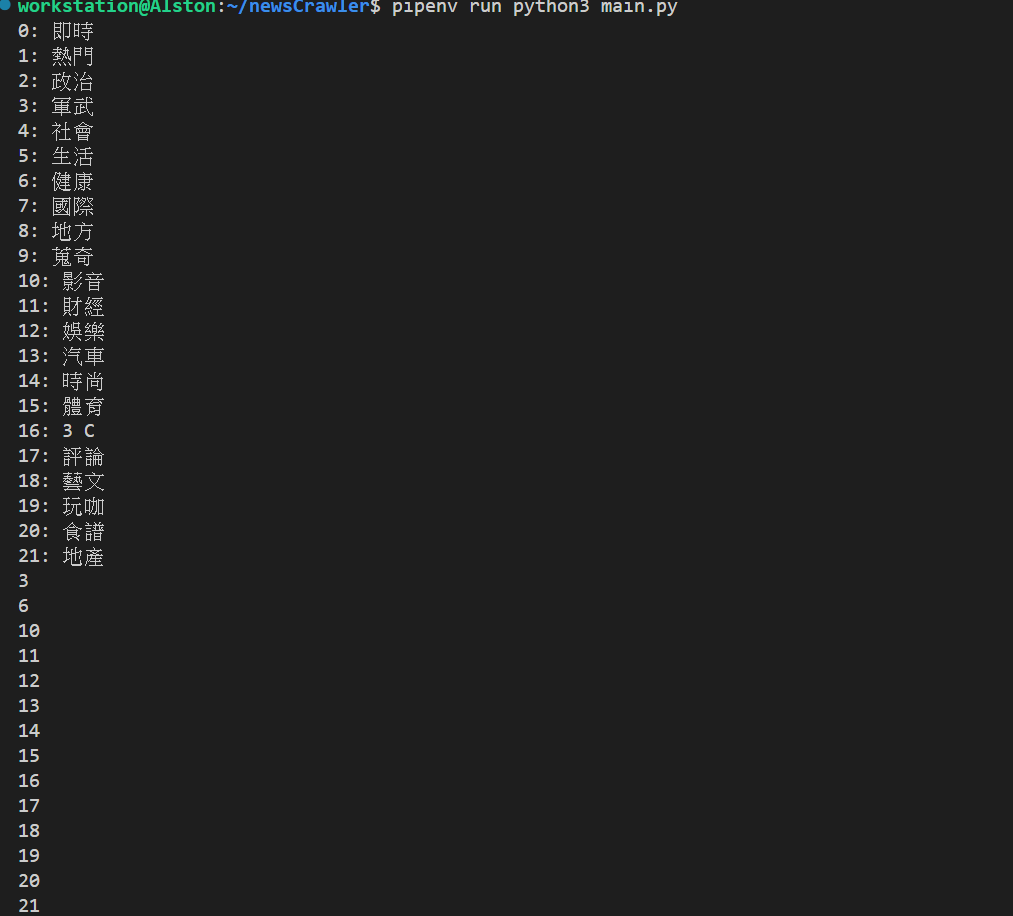 workstation@Alston:~/newsCrawler$ pipenv run python3 main.py
0: 即時
1: 熱門
2: 政治
3: 軍武
4: 社會
5: 生活
6: 健康
7: 國際
8: 地方
9: 蒐奇
10: 影音
11: 財經
12: 娛樂
13: 汽車
14: 時尚
15: 體育
16: 3 C
17: 評論
18: 藝文
19: 玩咖
20: 食譜
21: 地產
3
6
10
11
12
13
14
15
16
17
18
19
20
21